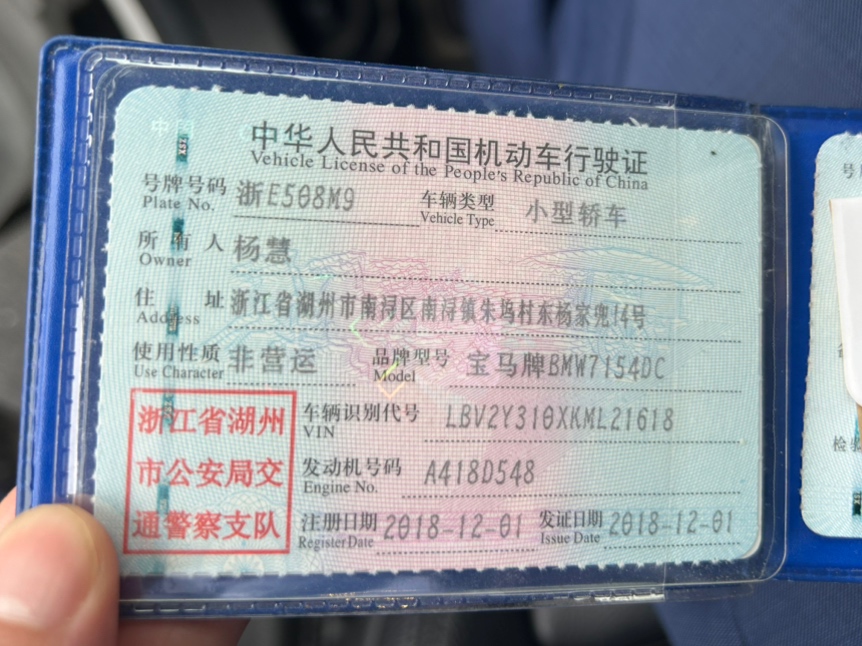 中国
中华人民共和国机动车行驶证
Vehicle License of the People's Republic of China
号牌号码 浙E508M9 车辆类型 小型轿车
Plate No. Vehicle Type
所有人 杨慧
Owner
住址 浙江省湖州市南浔区南浔镇朱坞村东杨家兜14号
Address
使用性质 非营运 品牌型号 宝马牌BMW7154DC
Use Character Model
浙江省湖州 车辆识别代号 LBV2Y310XKML21618
VIN
市公安局交 发动机号码 A418D548
Engine No.
通警察支队 注册日期 2018-12-01 发证日期 2018-12-01
Register Date Issue Date
号
检